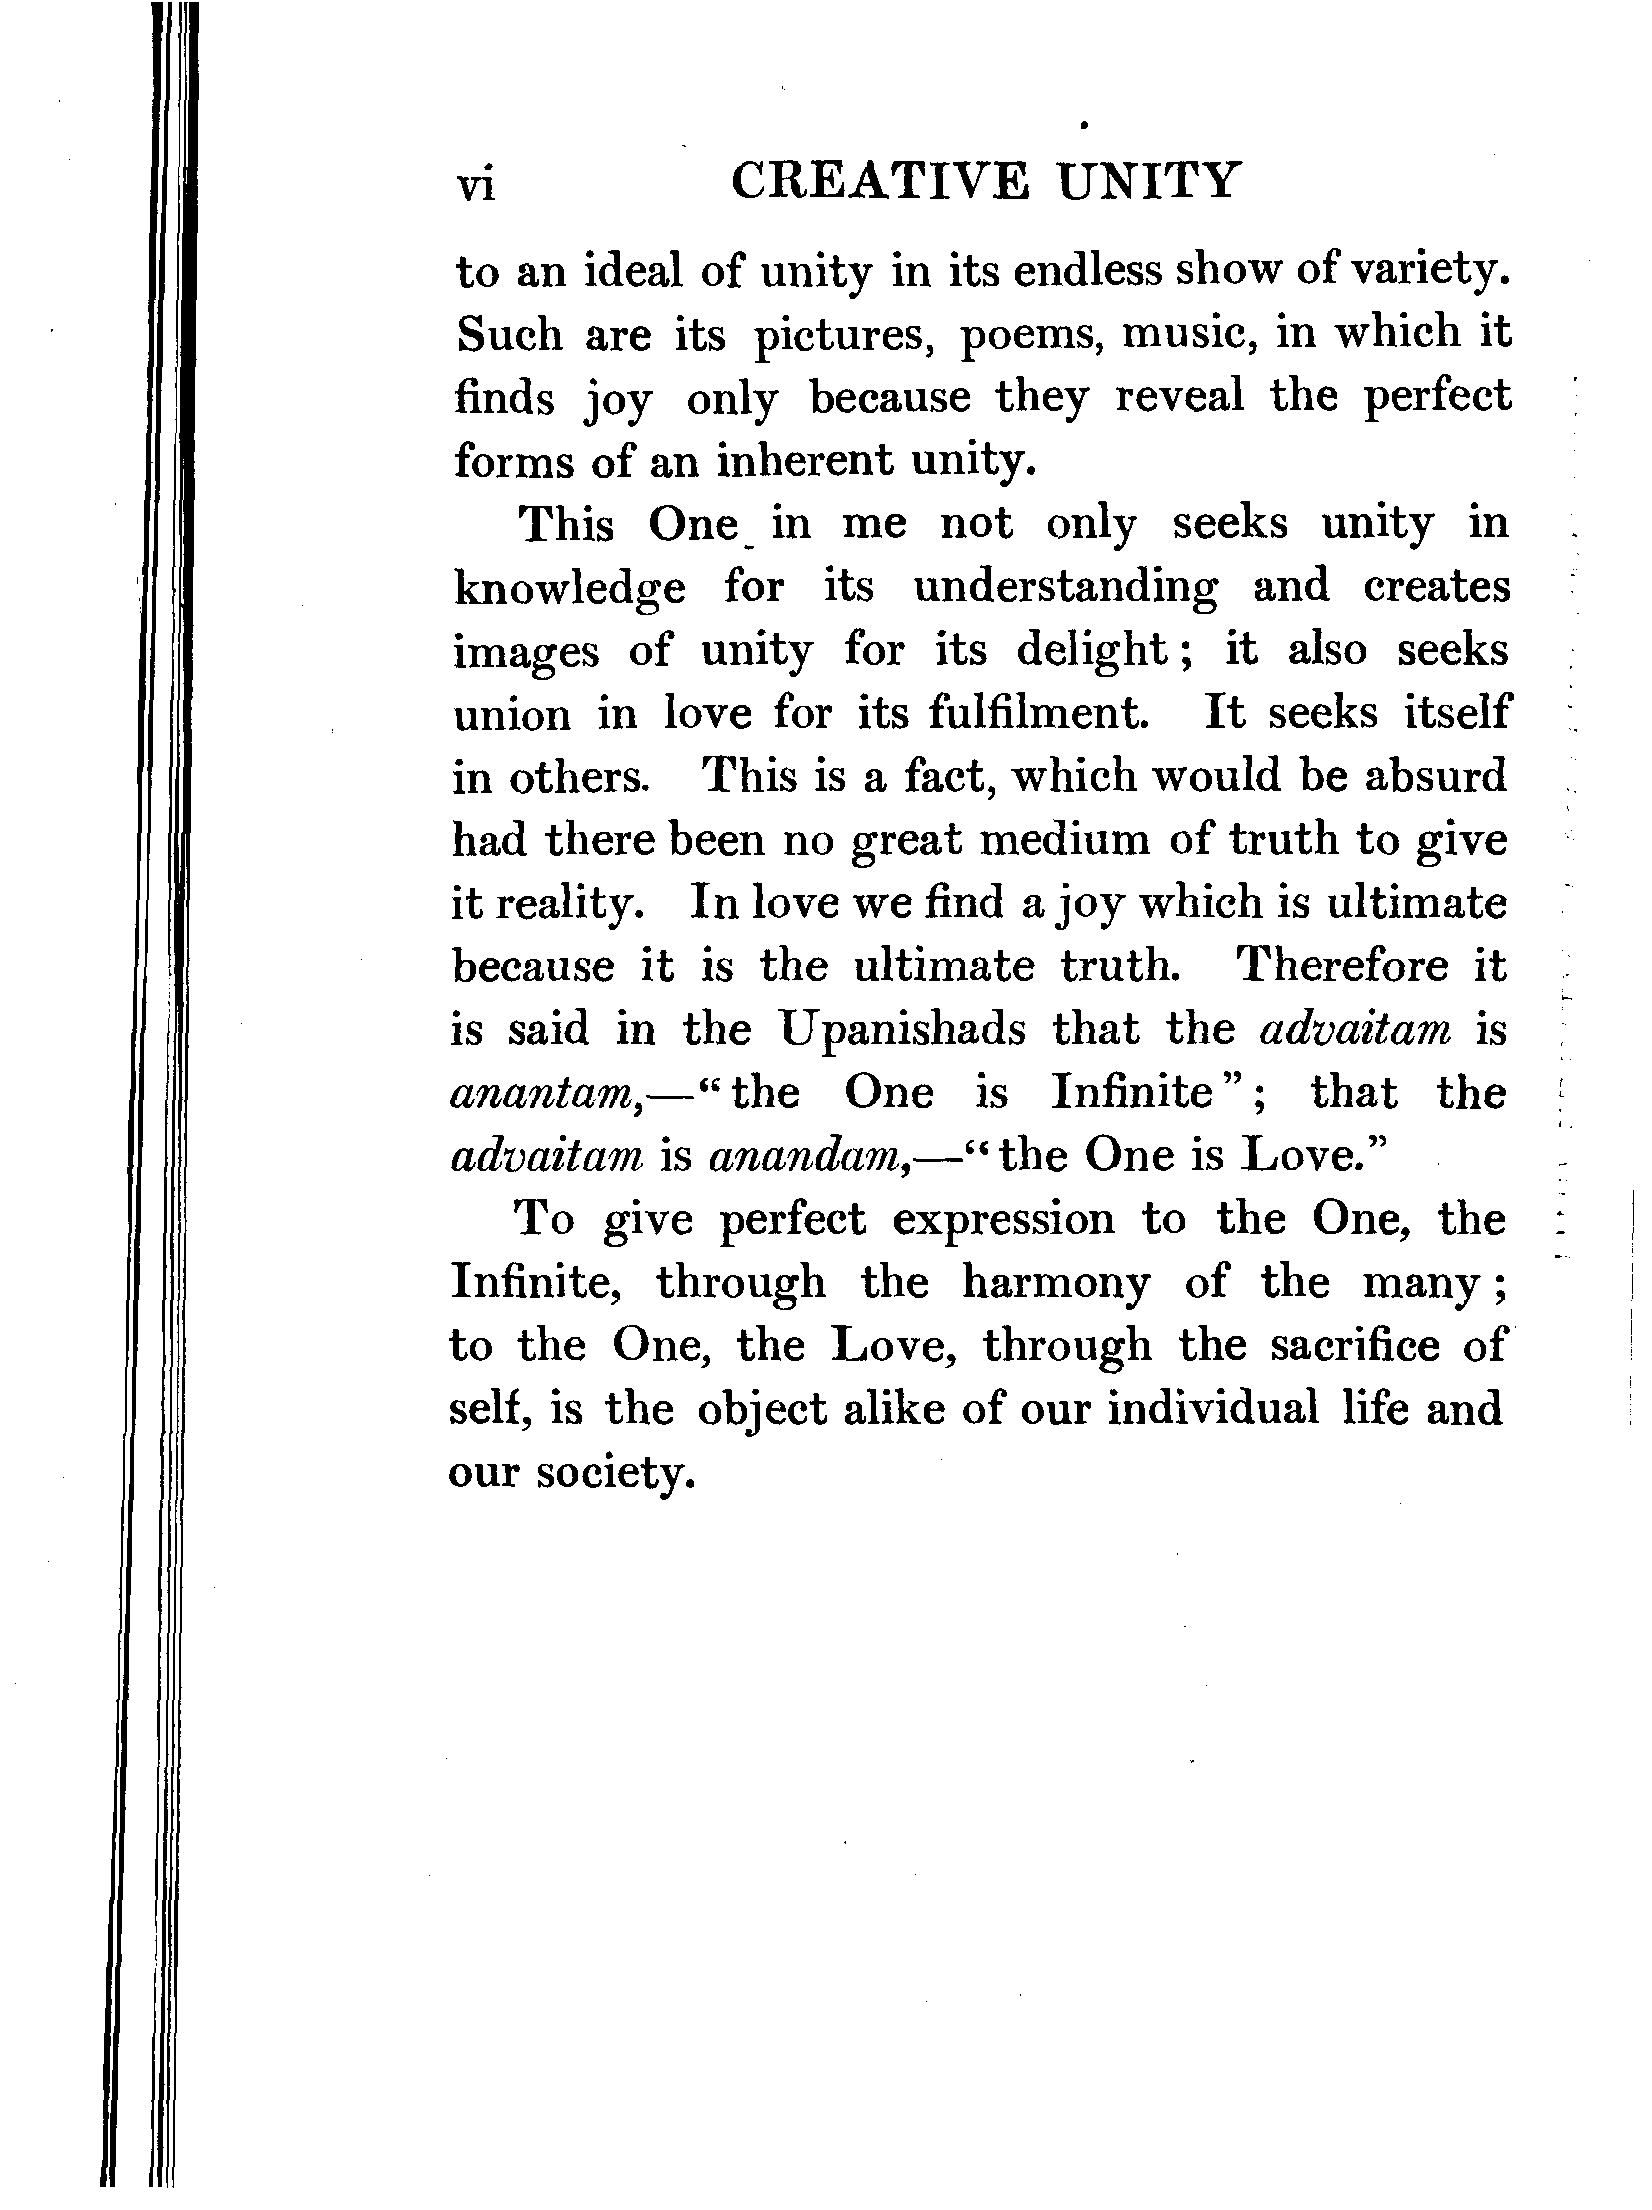 vi CREATIVE UNITY
to an ideal of unity in its endless show of variety.
Such are its pictures, poems, music, in which it
finds joy only because they reveal the perfect
forms of an inherent unity.
This One in me not only seeks unity in
knowledge for its understanding and creates
images of unity for its delight; it also seeks
union in love for its fulfilment. It seeks itself
in others. This is a fact, which would be absurd
had there been no great medium of truth to give
it reality. In love we find a joy which is ultimate
because it is the ultimate truth. Therefore it
is said in the Upanishads that the advaitam is
anantam,—“the One is Infinite”; that the
advaitam is anandam,—“the One is Love.”
To give perfect expression to the One, the
Infinite, through the harmony of the many;
to the One, the Love, through the sacrifice of
self, is the object alike of our individual life and
our society.